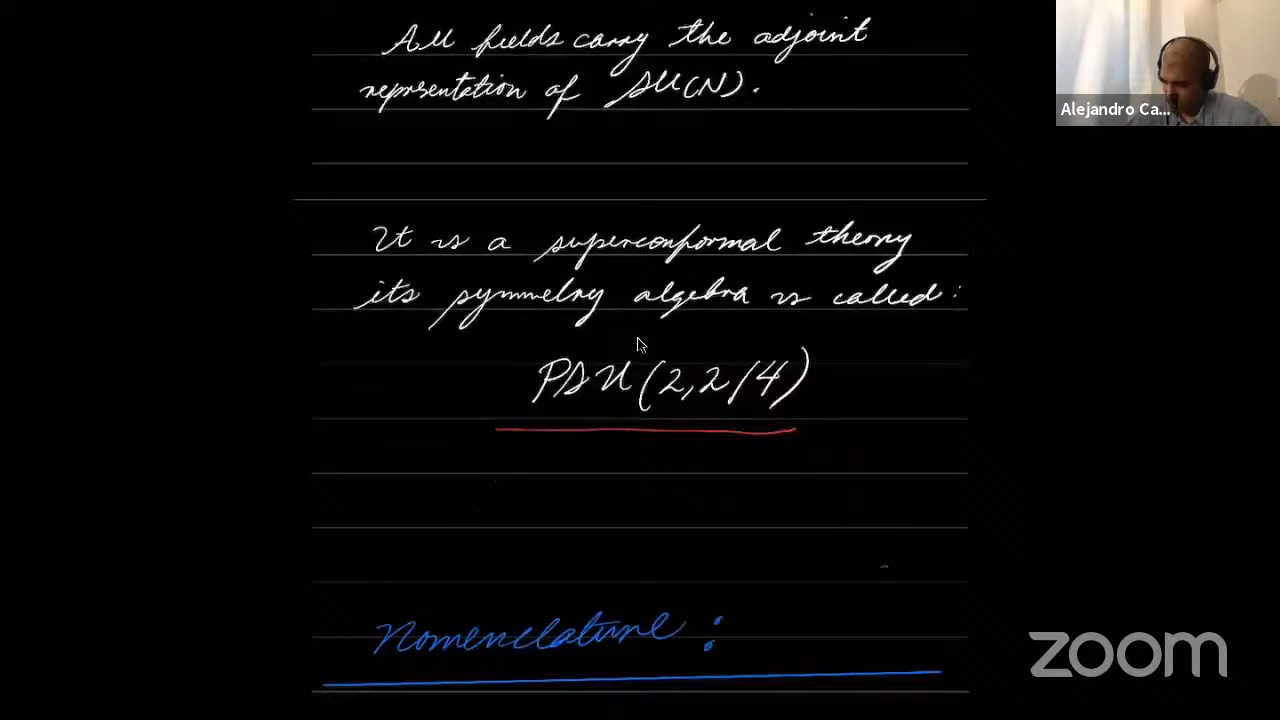 All fields carry the adjoint
representation of SU(N).
Alejandro Ca...
It is a superconformal theory
its symmetry algebra is called:
PSU(2,2/4)
Nomenclature:
zoom